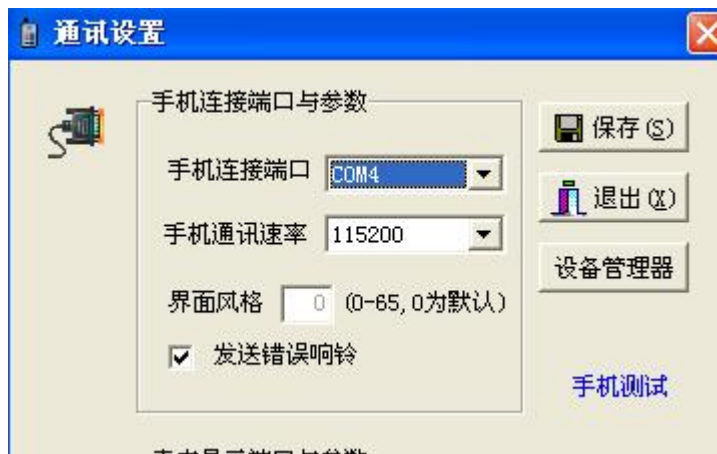 通讯设置
手机连接端口与参数
手机连接端口 COM4
手机通讯速率 115200
界面风格 0 (0-65,0为默认)
发送错误响铃
保存(S)
退出(X)
设备管理器
手机测试